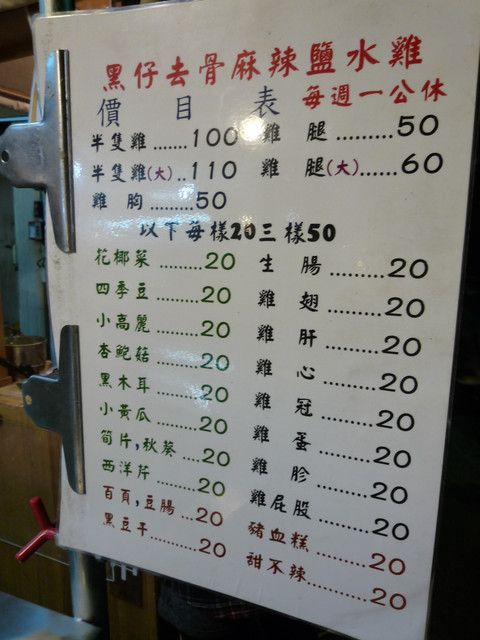 黑仔去骨麻辣鹽水雞
價目表 每週一公休
半隻雞.......100 雞 腿.........50
半隻雞(大)..110 雞 腿(大)......60
雞 胸.........50
以下每樣20三樣50
花椰菜.........20 生 腸.........20
四季豆.........20 雞 翅.........20
小高麗.........20 雞 肝.........20
杏鮑菇.........20 雞 心.........20
黑木耳.........20 雞 冠.........20
小黃瓜.........20 雞 蛋.........20
筍片,秋葵....20 雞 胗.........20
西洋芹.........20 雞屁股.........20
百頁,豆腸...20 豬血糕.........20
黑豆干.........20 甜不辣.........20